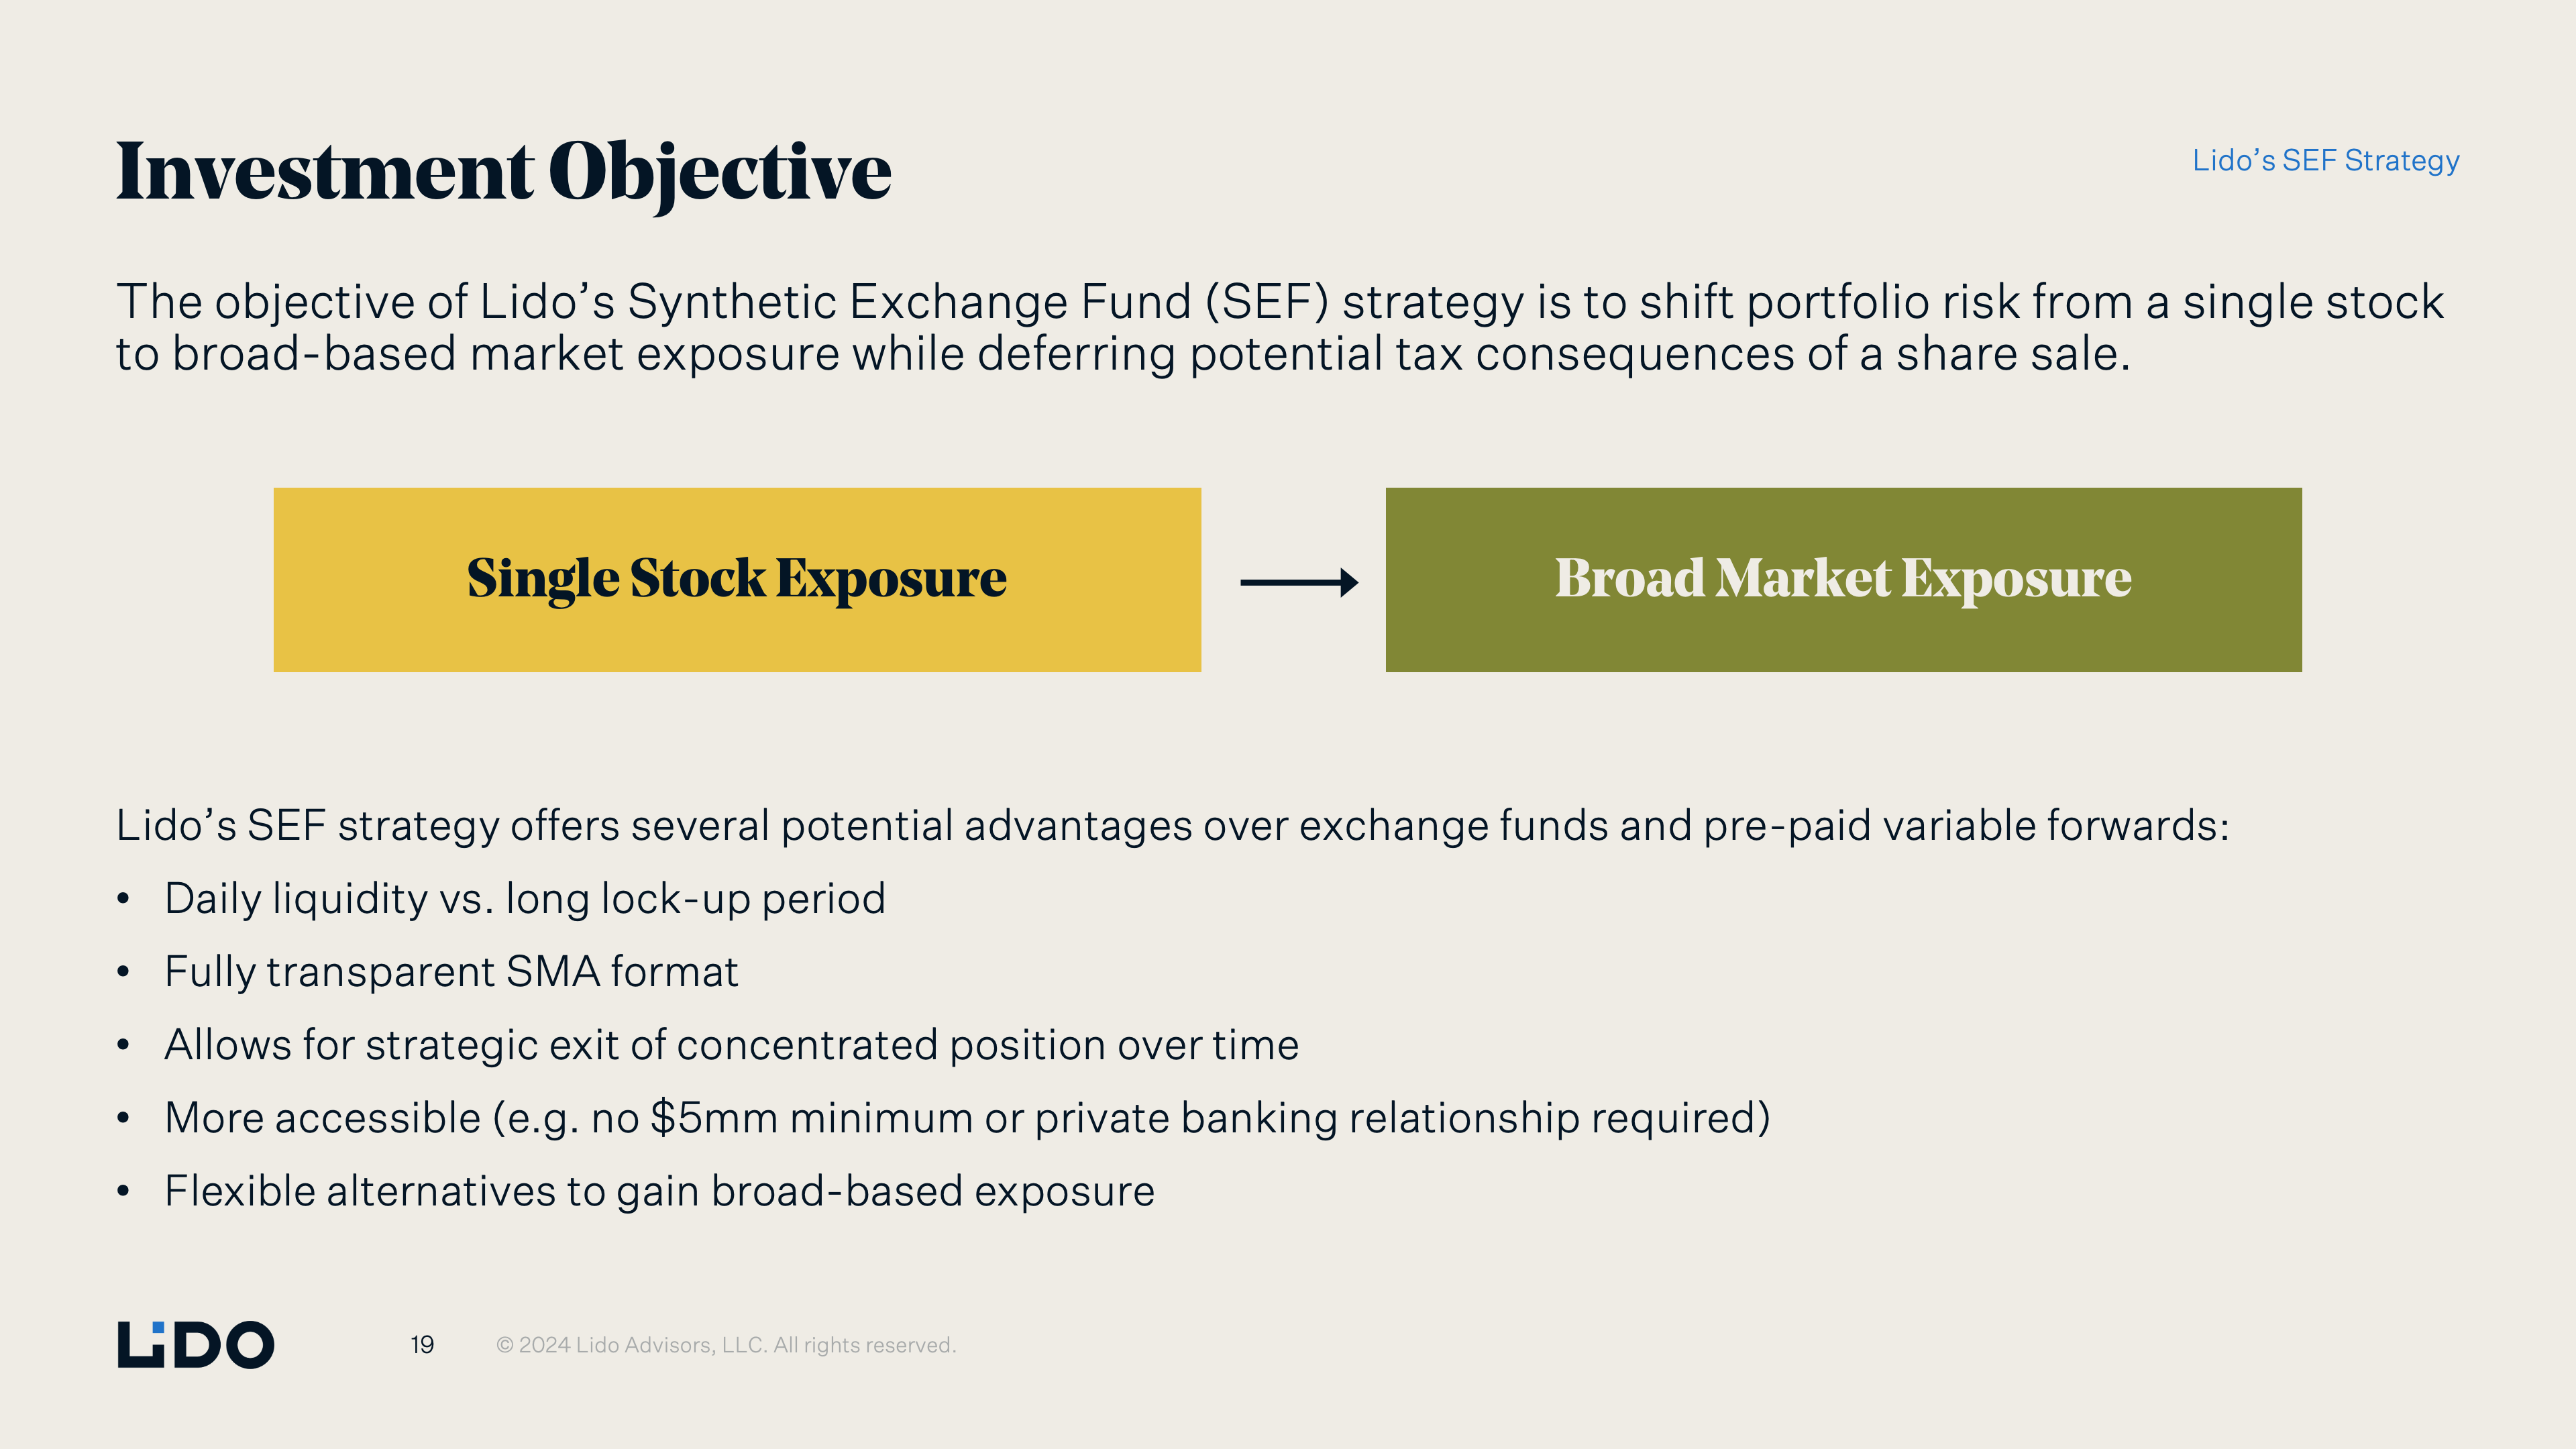 Investment Objective
Lido’s SEF Strategy
The objective of Lido’s Synthetic Exchange Fund (SEF) strategy is to shift portfolio risk from a single stock
to broad-based market exposure while deferring potential tax consequences of a share sale.
Single Stock Exposure
Broad Market Exposure
Lido’s SEF strategy offers several potential advantages over exchange funds and pre-paid variable forwards:
• Daily liquidity vs. long lock-up period
• Fully transparent SMA format
• Allows for strategic exit of concentrated position over time
• More accessible (e.g. no $5mm minimum or private banking relationship required)
• Flexible alternatives to gain broad-based exposure
LiDO
19
© 2024 Lido Advisors, LLC. All rights reserved.